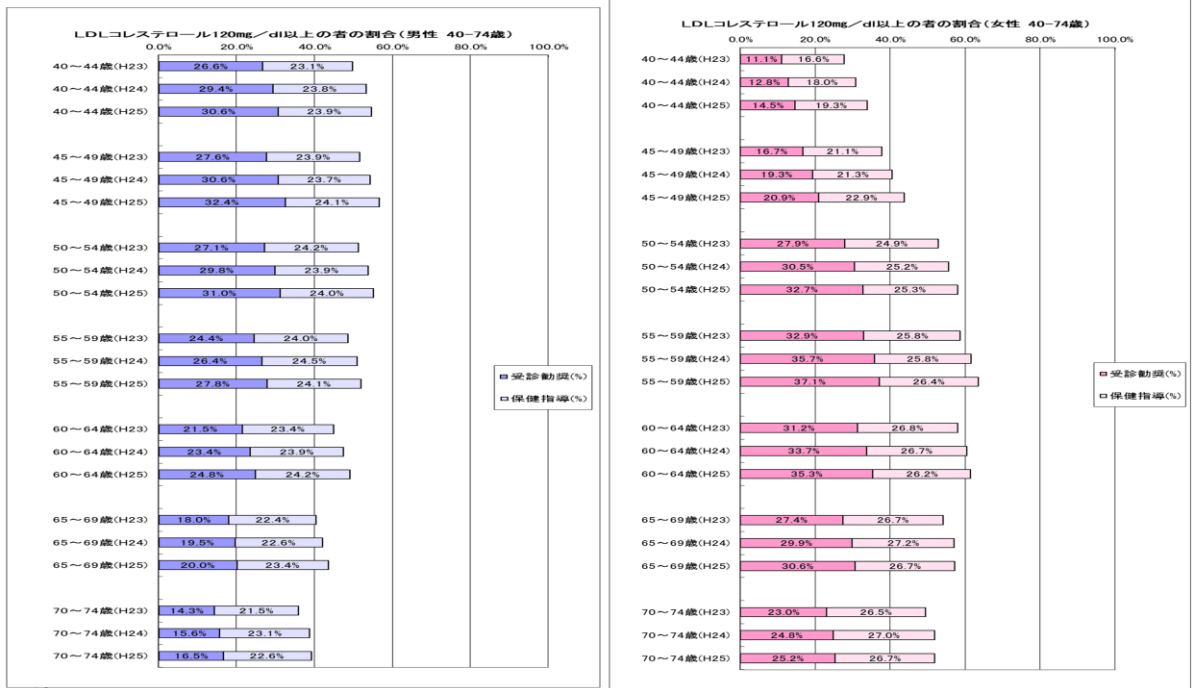 LDLコレステロール120mg／dl以上の者の割合(男性 40-74歳)
0.0% 20.0% 40.0% 60.0% 80.0% 100.0%
40～44歳(H23) 26.6% 23.1%
40～44歳(H24) 29.4% 23.8%
40～44歳(H25) 30.6% 23.9%
45～49歳(H23) 27.6% 23.9%
45～49歳(H24) 30.6% 23.7%
45～49歳(H25) 32.4% 24.1%
50～54歳(H23) 27.1% 24.2%
50～54歳(H24) 29.8% 23.9%
50～54歳(H25) 31.0% 24.0%
55～59歳(H23) 24.4% 24.0%
55～59歳(H24) 26.4% 24.5%
55～59歳(H25) 27.8% 24.1%
60～64歳(H23) 21.5% 23.4%
60～64歳(H24) 23.4% 23.9%
60～64歳(H25) 24.8% 24.2%
65～69歳(H23) 18.0% 22.4%
65～69歳(H24) 19.5% 22.6%
65～69歳(H25) 20.0% 23.4%
70～74歳(H23) 14.3% 21.5%
70～74歳(H24) 15.6% 23.1%
70～74歳(H25) 16.5% 22.6%
受診勧奨(%)
保健指導(%)
LDLコレステロール120mg／dl以上の者の割合(女性 40-74歳)
0.0% 20.0% 40.0% 60.0% 80.0% 100.0%
40～44歳(H23) 11.1% 16.6%
40～44歳(H24) 12.8% 18.0%
40～44歳(H25) 14.5% 19.3%
45～49歳(H23) 16.7% 21.1%
45～49歳(H24) 19.3% 21.3%
45～49歳(H25) 20.9% 22.9%
50～54歳(H23) 27.9% 24.9%
50～54歳(H24) 30.5% 25.2%
50～54歳(H25) 32.7% 25.3%
55～59歳(H23) 32.9% 25.8%
55～59歳(H24) 35.7% 25.8%
55～59歳(H25) 37.1% 26.4%
60～64歳(H23) 31.2% 26.8%
60～64歳(H24) 33.7% 26.7%
60～64歳(H25) 35.3% 26.2%
65～69歳(H23) 27.4% 26.7%
65～69歳(H24) 29.9% 27.2%
65～69歳(H25) 30.6% 26.7%
70～74歳(H23) 23.0% 26.5%
70～74歳(H24) 24.8% 27.0%
70～74歳(H25) 25.2% 26.7%
受診勧奨(%)
保健指導(%)